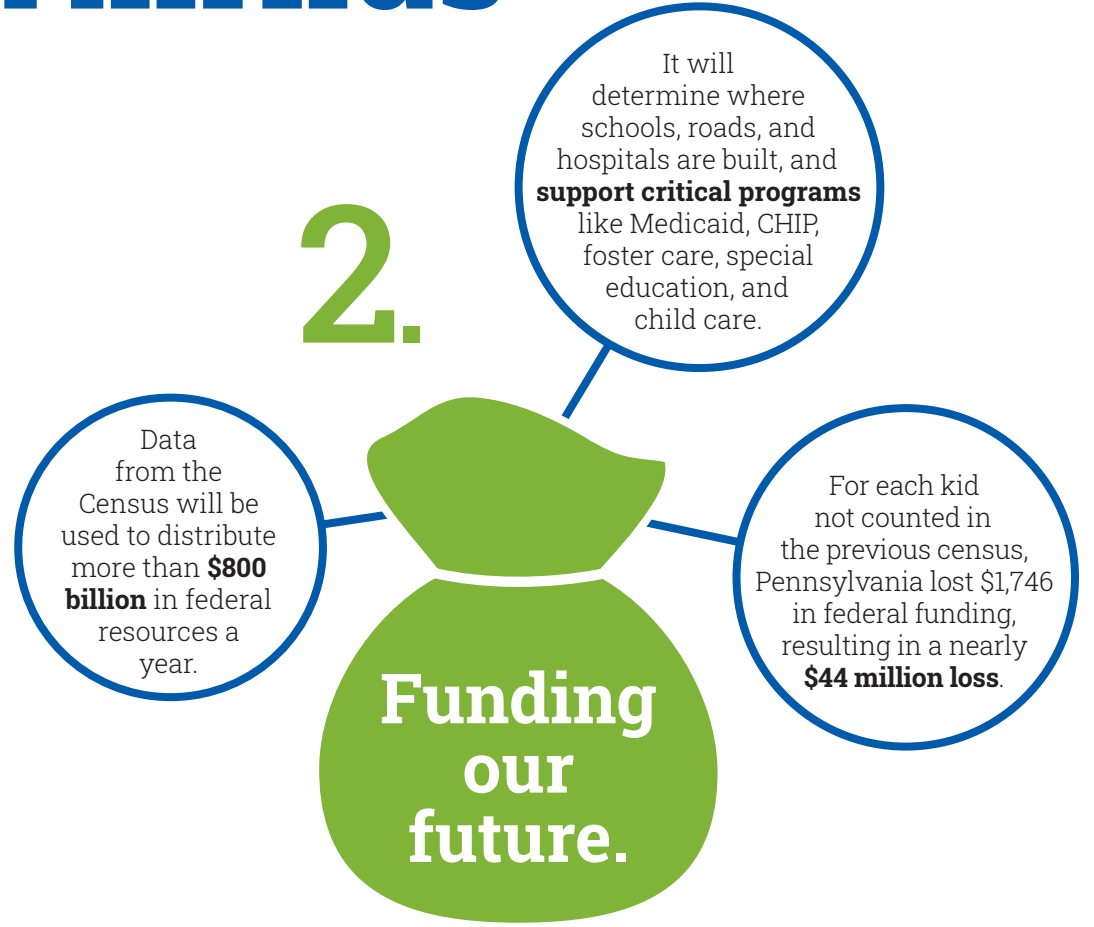 2.
It will
determine where
schools, roads, and
hospitals are built, and
support critical programs
like Medicaid, CHIP,
foster care, special
education, and
child care.
Data
from the
Census will be
used to distribute
more than $800
billion in federal
resources a
year.
For each kid
not counted in
the previous census,
Pennsylvania lost $1,746
in federal funding,
resulting in a nearly
$44 million loss.
Funding
our
future.